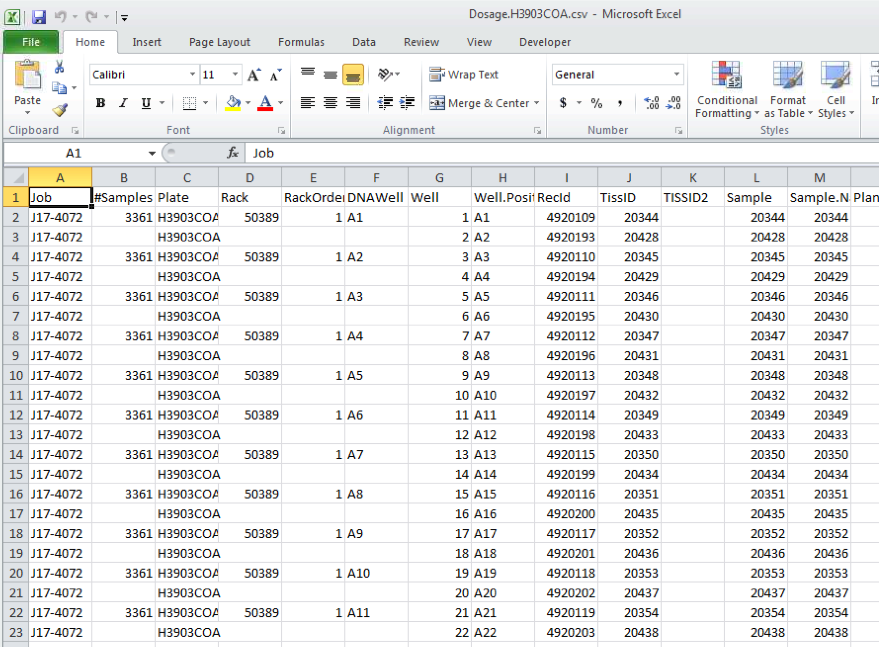 Dosage.H3903COA.csv - Microsoft Excel
File Home Insert Page Layout Formulas Data Review View Developer
Calibri 11 Wrap Text General
Paste B I U Merge & Center $ % , Conditional Formatting Format as Table Cell Styles In
Clipboard Font Alignment Number Styles
A1 fx Job
A B C D E F G H I J K L M
1 Job #Samples Plate Rack RackOrder DNAWell Well Well.Posit RecId TissID TISSID2 Sample Sample.N Plan
2 J17-4072 3361 H3903COA 50389 1 A1 1 A1 4920109 20344 20344 20344
3 J17-4072 H3903COA 2 A2 4920193 20428 20428 20428
4 J17-4072 3361 H3903COA 50389 1 A2 3 A3 4920110 20345 20345 20345
5 J17-4072 H3903COA 4 A4 4920194 20429 20429 20429
6 J17-4072 3361 H3903COA 50389 1 A3 5 A5 4920111 20346 20346 20346
7 J17-4072 H3903COA 6 A6 4920195 20430 20430 20430
8 J17-4072 3361 H3903COA 50389 1 A4 7 A7 4920112 20347 20347 20347
9 J17-4072 H3903COA 8 A8 4920196 20431 20431 20431
10 J17-4072 3361 H3903COA 50389 1 A5 9 A9 4920113 20348 20348 20348
11 J17-4072 H3903COA 10 A10 4920197 20432 20432 20432
12 J17-4072 3361 H3903COA 50389 1 A6 11 A11 4920114 20349 20349 20349
13 J17-4072 H3903COA 12 A12 4920198 20433 20433 20433
14 J17-4072 3361 H3903COA 50389 1 A7 13 A13 4920115 20350 20350 20350
15 J17-4072 H3903COA 14 A14 4920199 20434 20434 20434
16 J17-4072 3361 H3903COA 50389 1 A8 15 A15 4920116 20351 20351 20351
17 J17-4072 H3903COA 16 A16 4920200 20435 20435 20435
18 J17-4072 3361 H3903COA 50389 1 A9 17 A17 4920117 20352 20352 20352
19 J17-4072 H3903COA 18 A18 4920201 20436 20436 20436
20 J17-4072 3361 H3903COA 50389 1 A10 19 A19 4920118 20353 20353 20353
21 J17-4072 H3903COA 20 A20 4920202 20437 20437 20437
22 J17-4072 3361 H3903COA 50389 1 A11 21 A21 4920119 20354 20354 20354
23 J17-4072 H3903COA 22 A22 4920203 20438 20438 20438